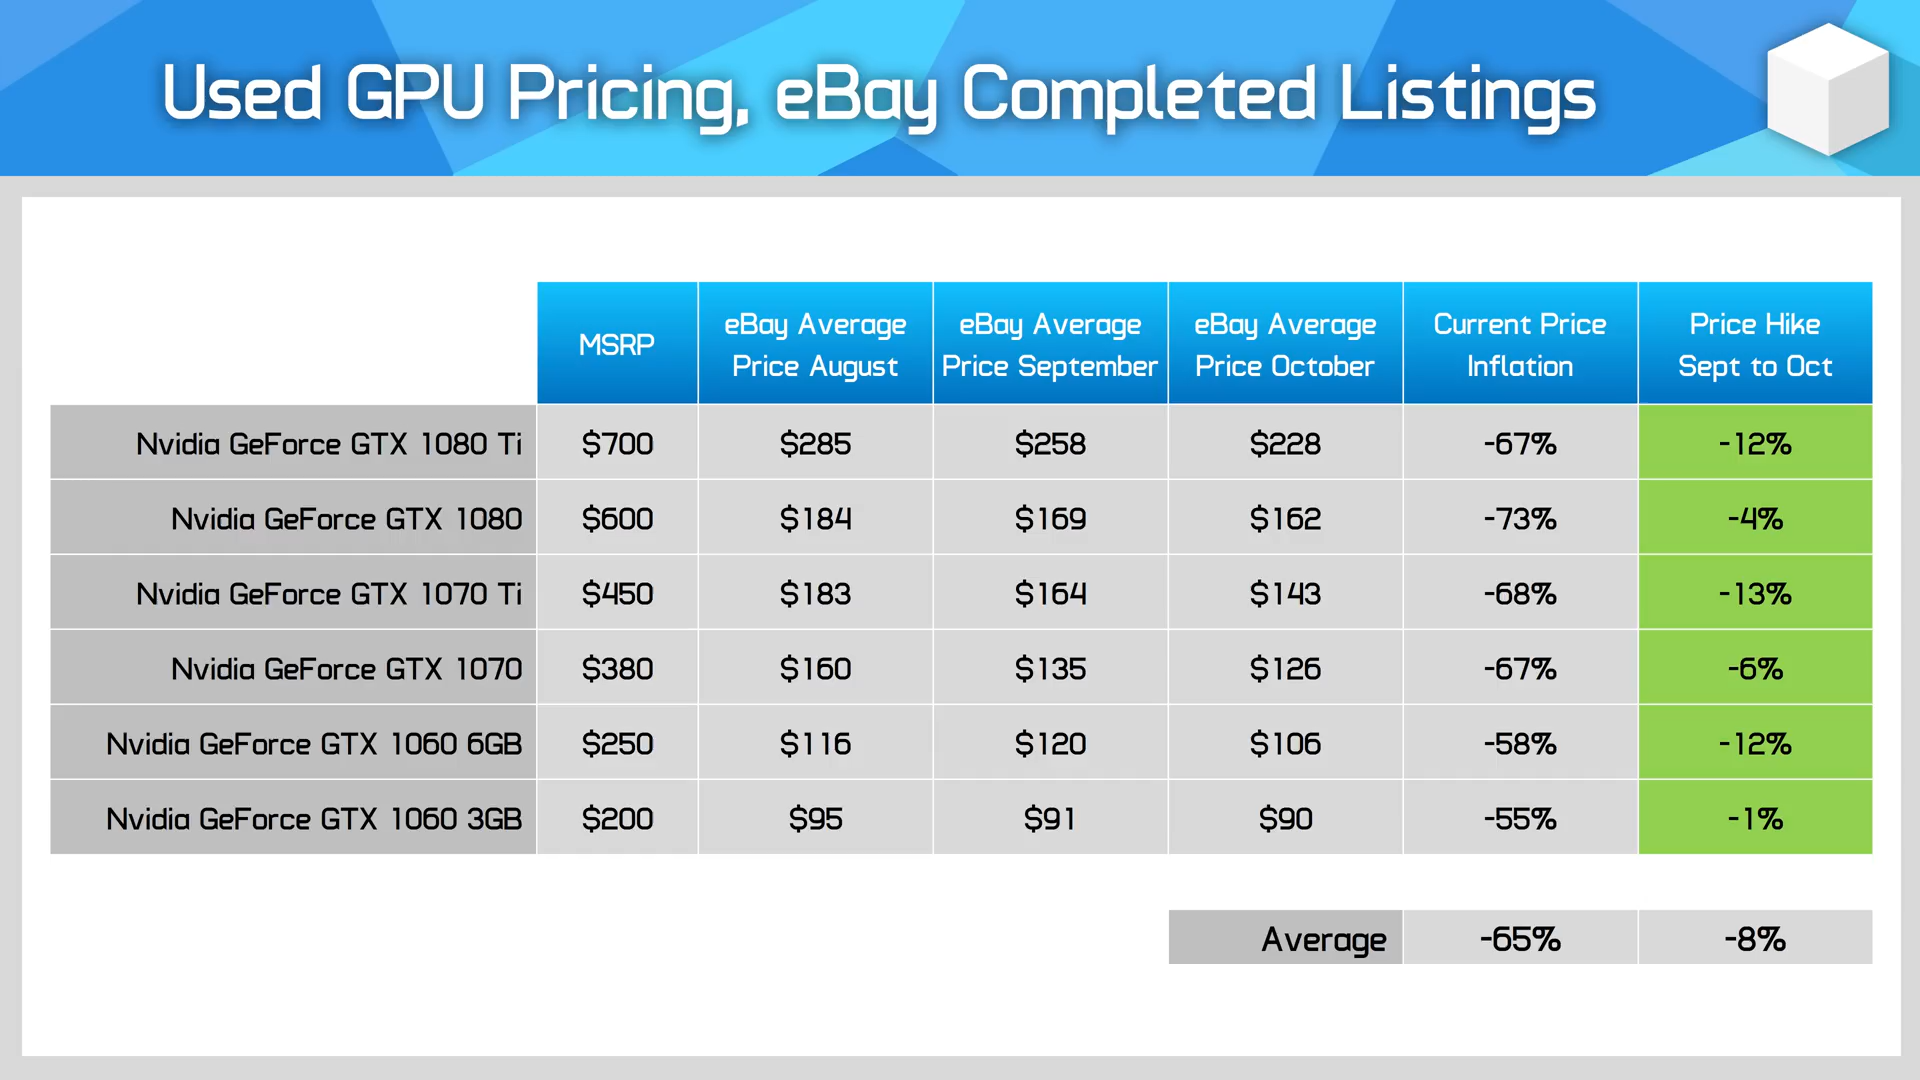 Used GPU Pricing, eBay Completed Listings
MSRP
eBay Average
Price August
eBay Average
Price September
eBay Average
Price October
Current Price
Inflation
Price Hike
Sept to Oct
Nvidia GeForce GTX 1080 Ti $700 $285 $258 $228 -67% -12%
Nvidia GeForce GTX 1080 $600 $184 $169 $162 -73% -4%
Nvidia GeForce GTX 1070 Ti $450 $183 $164 $143 -68% -13%
Nvidia GeForce GTX 1070 $380 $160 $135 $126 -67% -6%
Nvidia GeForce GTX 1060 6GB $250 $116 $120 $106 -58% -12%
Nvidia GeForce GTX 1060 3GB $200 $95 $91 $90 -55% -1%
Average -65% -8%